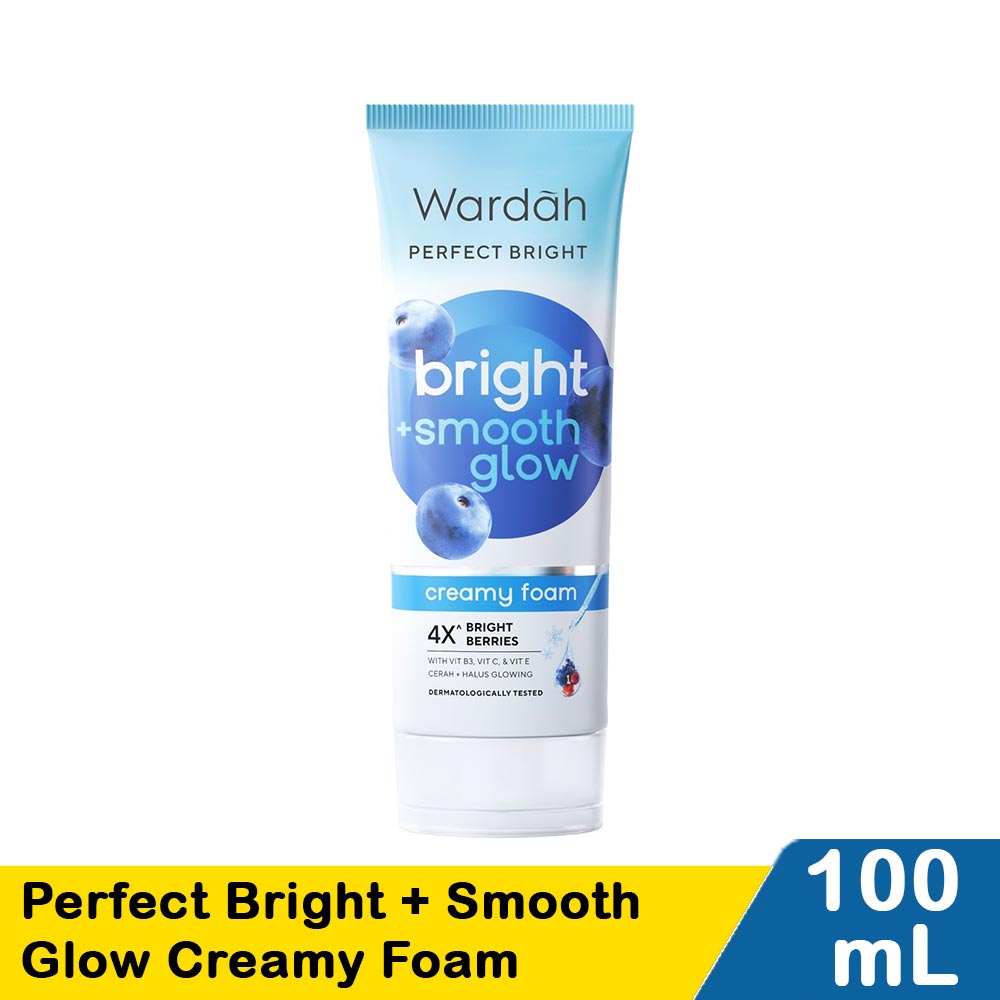 Wardãh
PERFECT BRIGHT
bright
+smooth
glow
creamy foam
4X^ BRIGHT
BERRIES
WITH VIT B3, VIT C, & VIT E
CERAH + HALUS GLOWING
DERMATOLOGICALLY TESTED
Perfect Bright + Smooth
Glow Creamy Foam
100
mL